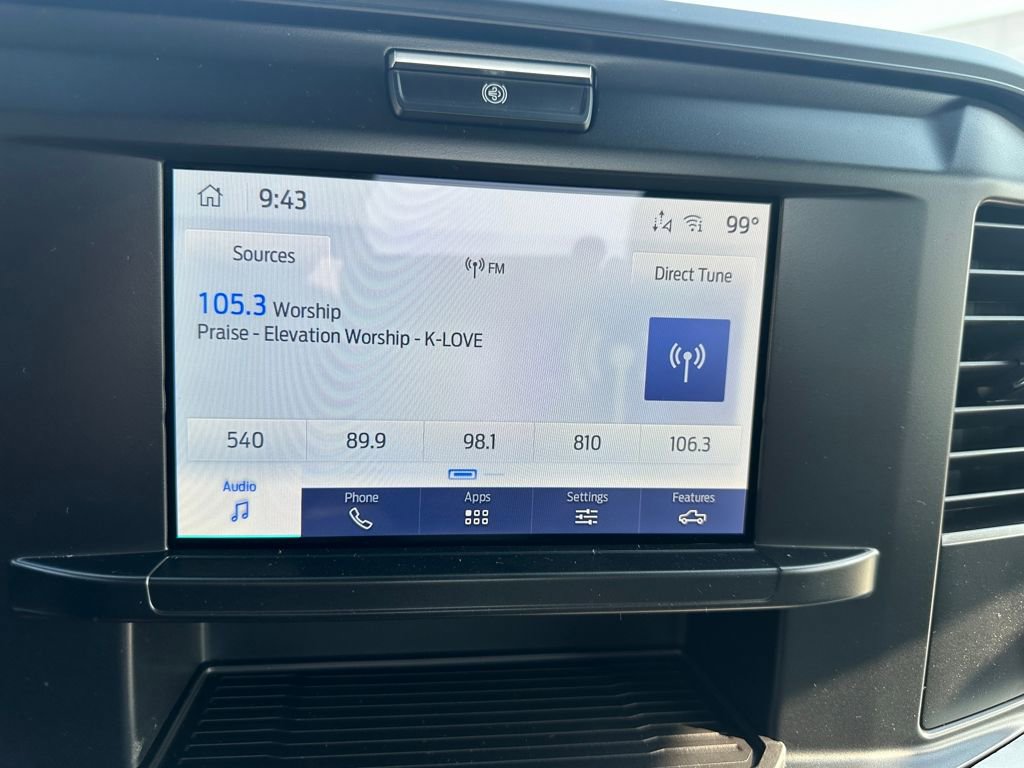 9:43
99°
Sources
FM
Direct Tune
105.3 Worship
Praise - Elevation Worship - K-LOVE
540 89.9 98.1 810 106.3
Audio Phone Apps Settings Features